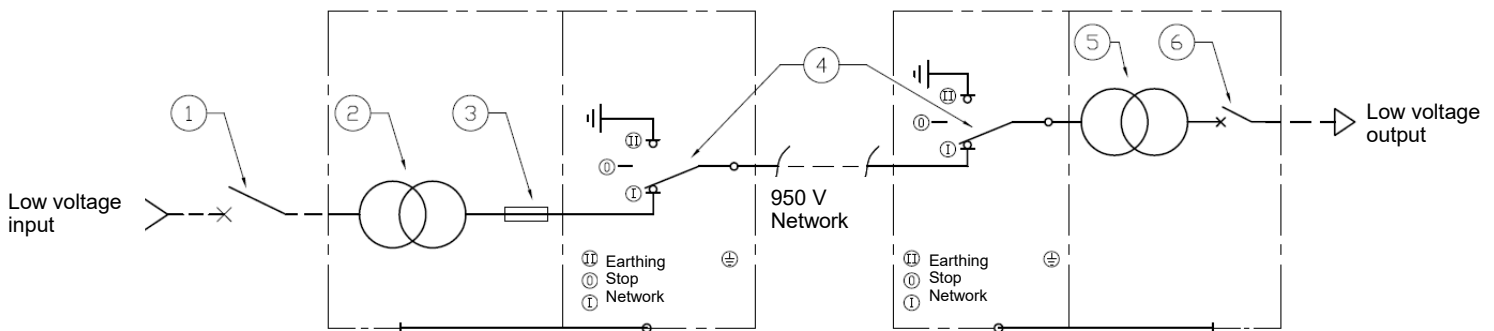 1
2
3
4
5
6
II
0
I
II
0
I
Low voltage
input
950 V
Network
Low voltage
output
II Earthing
0 Stop
I Network
II Earthing
0 Stop
I Network